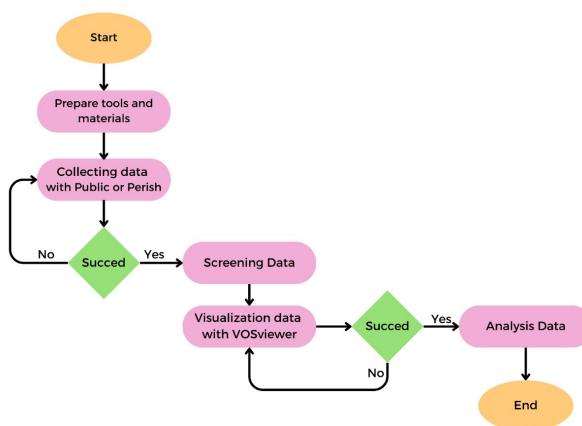 Start
Prepare tools and
materials
Collecting data
with Public or Perish
No
Succed
Yes
Screening Data
Visualization data
with VOSviewer
Succed
Yes
No
Analysis Data
End